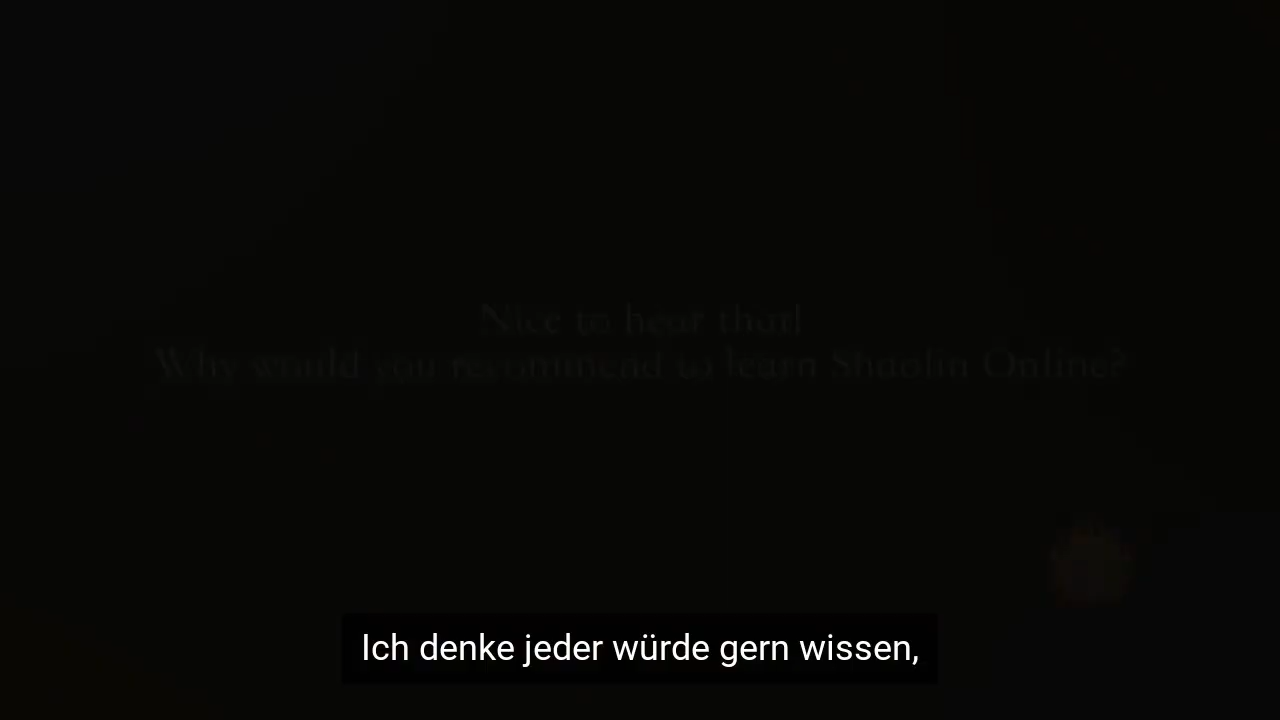 Nice to hear that!
Why would you recommend to learn Shaolin Online?
Ich denke jeder würde gern wissen,